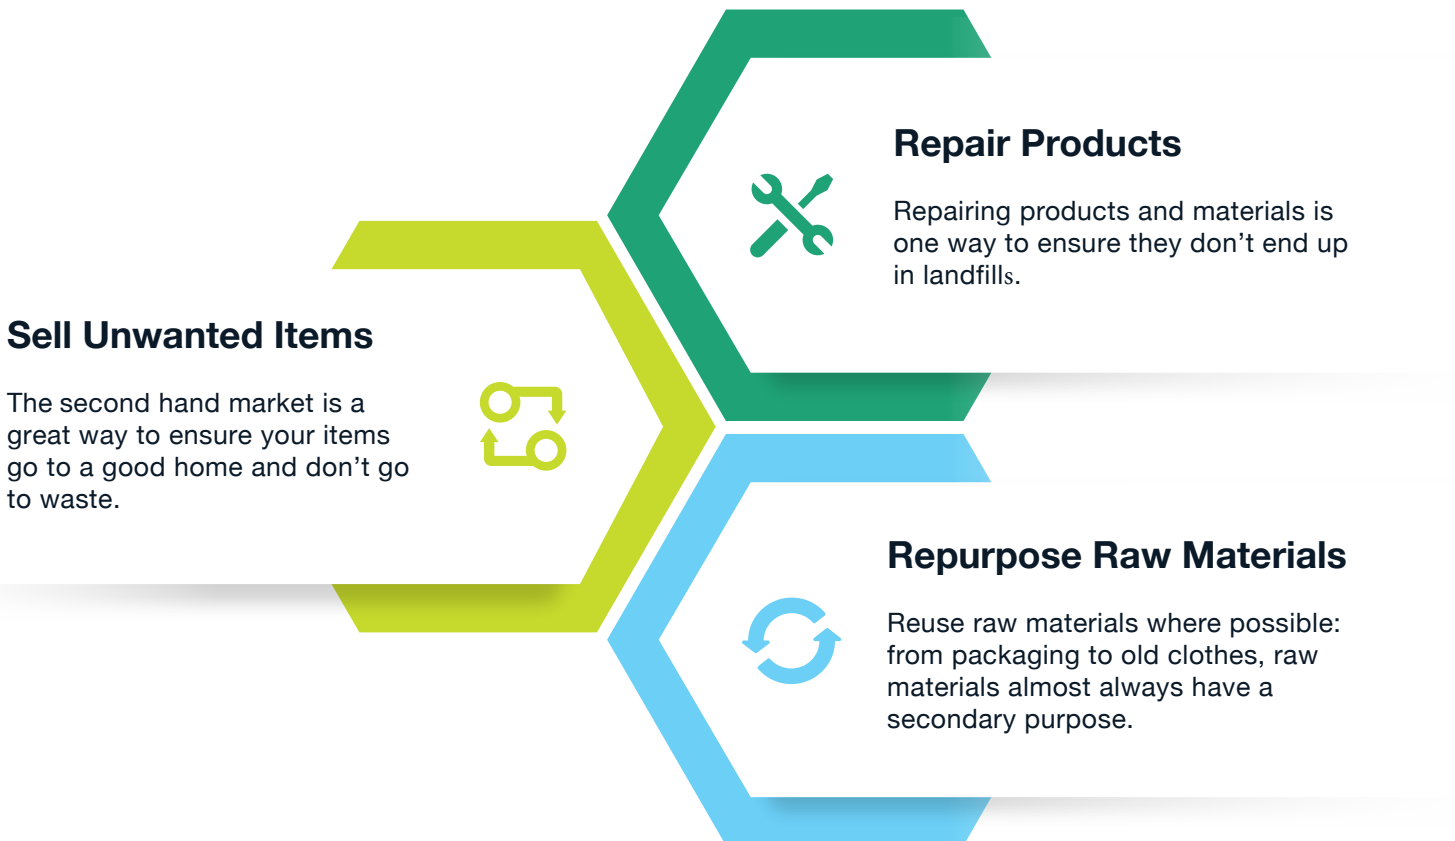 Repair Products
Repairing products and materials is
one way to ensure they don’t end up
in landfills.
Sell Unwanted Items
The second hand market is a
great way to ensure your items
go to a good home and don’t go
to waste.
Repurpose Raw Materials
Reuse raw materials where possible:
from packaging to old clothes, raw
materials almost always have a
secondary purpose.